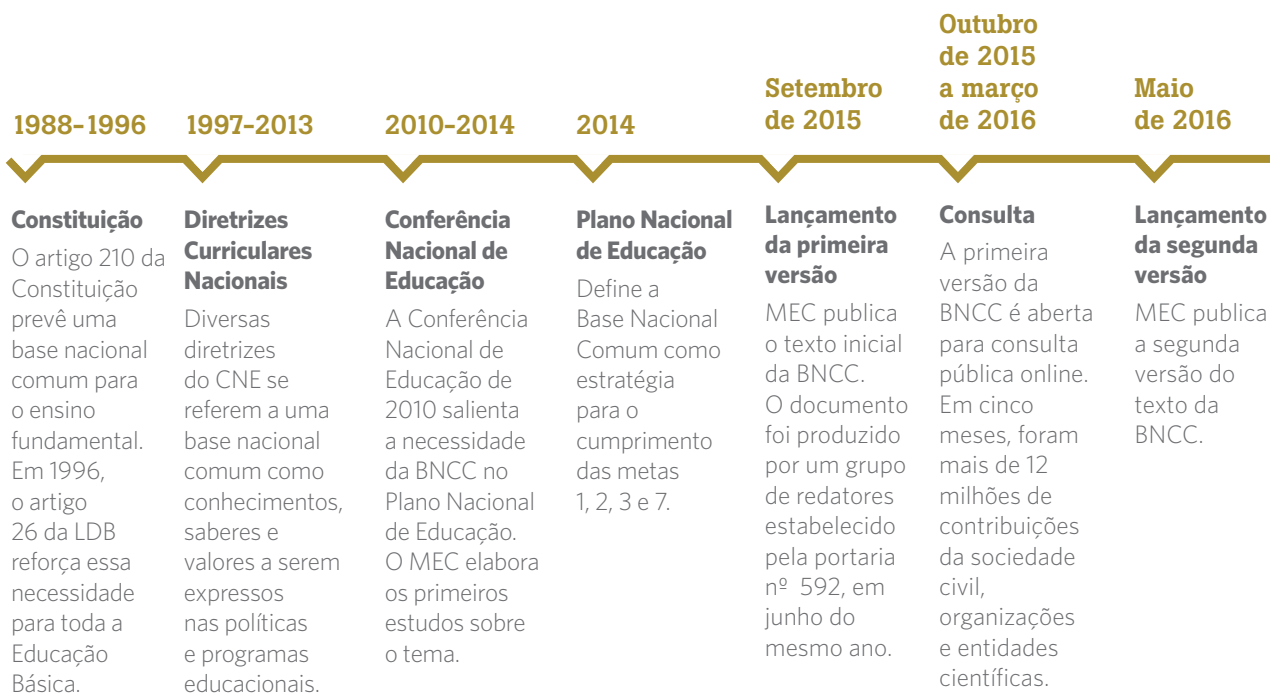 1988-1996
Constituição
O artigo 210 da
Constituição
prevê uma
base nacional
comum para
o ensino
fundamental.
Em 1996,
o artigo
26 da LDB
reforça essa
necessidade
para toda a
Educação
Básica.
1997-2013
Diretrizes
Curriculares
Nacionais
Diversas
diretrizes
do CNE se
referem a uma
base nacional
comum como
conhecimentos,
saberes e
valores a serem
expressos
nas políticas
e programas
educacionais.
2010-2014
Conferência
Nacional de
Educação
A Conferência
Nacional de
Educação de
2010 salienta
a necessidade
da BNCC no
Plano Nacional
de Educação.
O MEC elabora
os primeiros
estudos sobre
o tema.
2014
Plano Nacional
de Educação
Define a
Base Nacional
Comum como
estratégia
para o
cumprimento
das metas
1, 2, 3 e 7.
Setembro
de 2015
Lançamento
da primeira
versão
MEC publica
o texto inicial
da BNCC.
O documento
foi produzido
por um grupo
de redatores
estabelecido
pela portaria
nº 592, em
junho do
mesmo ano.
Outubro
de 2015
a março
de 2016
Consulta
A primeira
versão da
BNCC é aberta
para consulta
pública online.
Em cinco
meses, foram
mais de 12
milhões de
contribuições
da sociedade
civil,
organizações
e entidades
científicas.
Maio
de 2016
Lançamento
da segunda
versão
MEC publica
a segunda
versão do
texto da
BNCC.